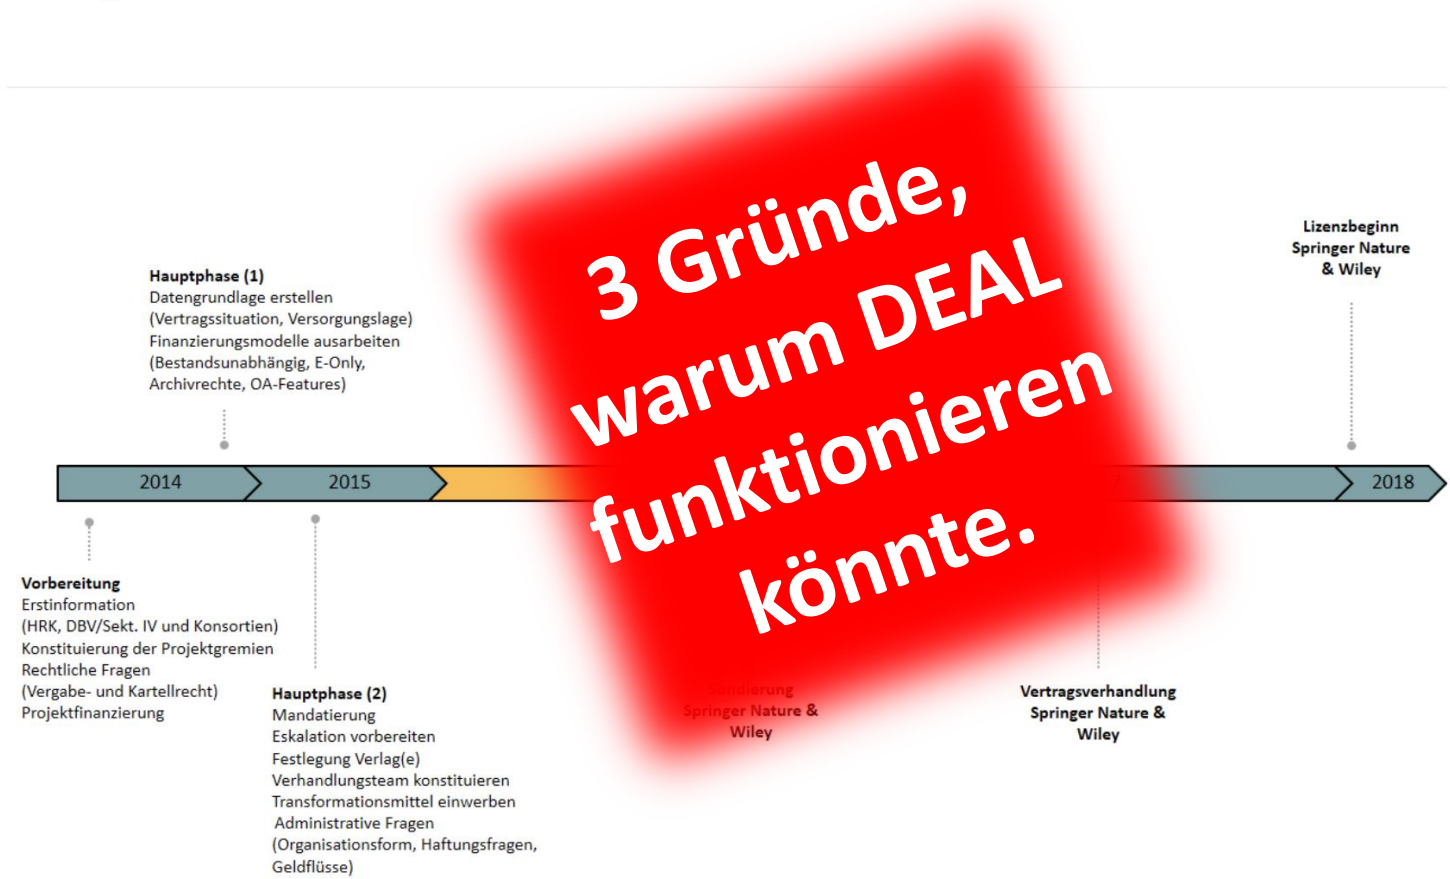 3 Gründe,
warum DEAL
funktionieren
könnte.
Lizenzbeginn
Springer Nature
& Wiley
Hauptphase (1)
Datengrundlage erstellen
(Vertragssituation, Versorgungslage)
Finanzierungsmodelle ausarbeiten
(Bestandsunabhängig, E-Only,
Archivrechte, OA-Features)
2014
2015
7
2018
Vorbereitung
Erstinformation
(HRK, DBV/Sekt. IV und Konsortien)
Konstituierung der Projektgremien
Rechtliche Fragen
(Vergabe- und Kartellrecht)
Projektfinanzierung
Hauptphase (2)
Mandatierung
Eskalation vorbereiten
Festlegung Verlag(e)
Verhandlungsteam konstituieren
Transformationsmittel einwerben
Administrative Fragen
(Organisationsform, Haftungsfragen,
Geldflüsse)
Sondierung
Springer Nature &
Wiley
Vertragsverhandlung
Springer Nature &
Wiley